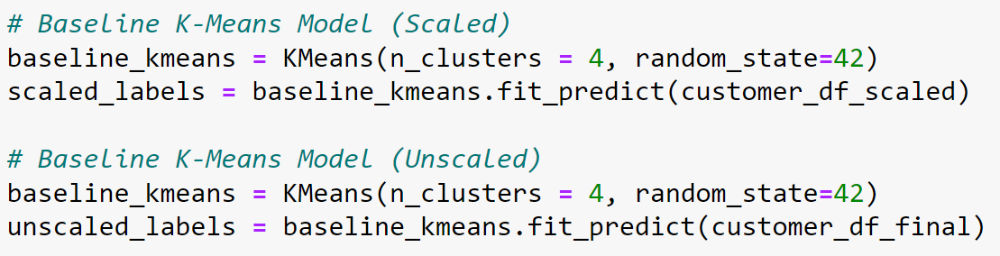 # Baseline K-Means Model (Scaled)
baseline_kmeans = KMeans(n_clusters = 4, random_state=42)
scaled_labels = baseline_kmeans.fit_predict(customer_df_scaled)
# Baseline K-Means Model (Unscaled)
baseline_kmeans = KMeans(n_clusters = 4, random_state=42)
unscaled_labels = baseline_kmeans.fit_predict(customer_df_final)